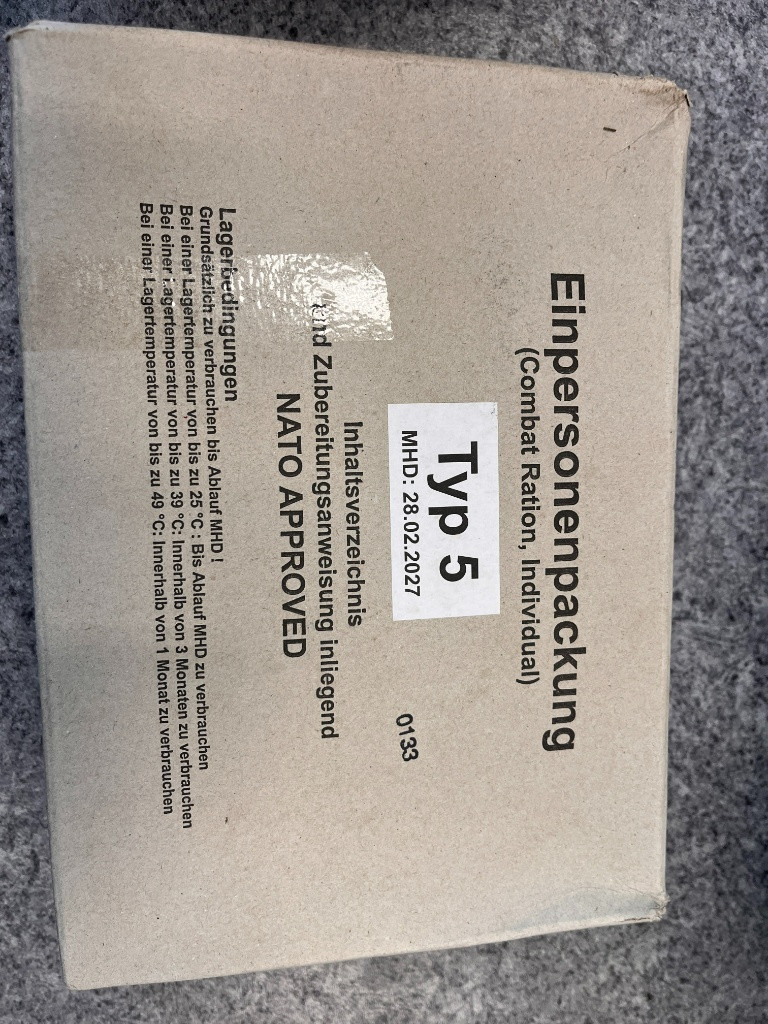 Einpersonenpackung
(Combat Ration, Individual)
Typ 5
MHD: 28.02.2027
0133
Inhaltsverzeichnis
und Zubereitungsanweisung inliegend
NATO APPROVED
Lagerbedingungen
Grundsätzlich zu verbrauchen bis Ablauf MHD !
Bei einer Lagertemperatur von bis zu 25 °C : Bis Ablauf MHD zu verbrauchen
Bei einer Lagertemperatur von bis zu 39 °C: Innerhalb von 3 Monaten zu verbrauchen
Bei einer Lagertemperatur von bis zu 49 °C: Innerhalb von 1 Monat zu verbrauchen